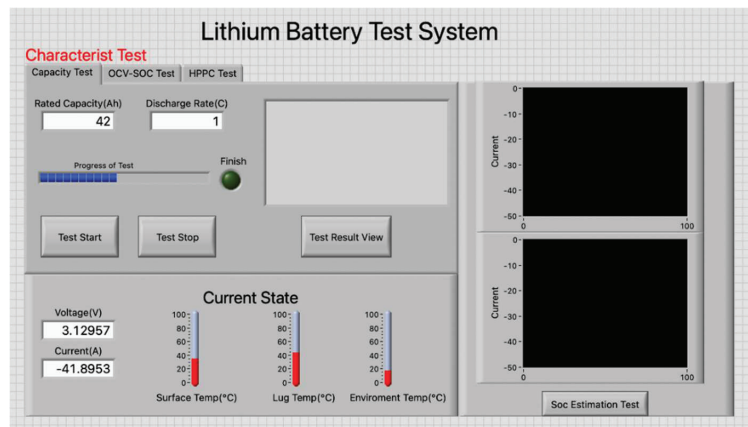 Lithium Battery Test System
Characterist Test
Capacity Test OCV-SOC Test HPPC Test
Rated Capacity(Ah) Discharge Rate(C)
42 1
Progress of Test
Finish
Test Start Test Stop Test Result View
Current State
Voltage(V)
3.12957
Current(A)
-41.8953
100
80
60
40
20
0
Surface Temp(°C)
100
80
60
40
20
0
Lug Temp(°C)
100
80
60
40
20
0
Enviroment Temp(°C)
0
-10
-20
-30
-40
-50
Current
0 100
0
-10
-20
-30
-40
-50
Current
0 100
Soc Estimation Test